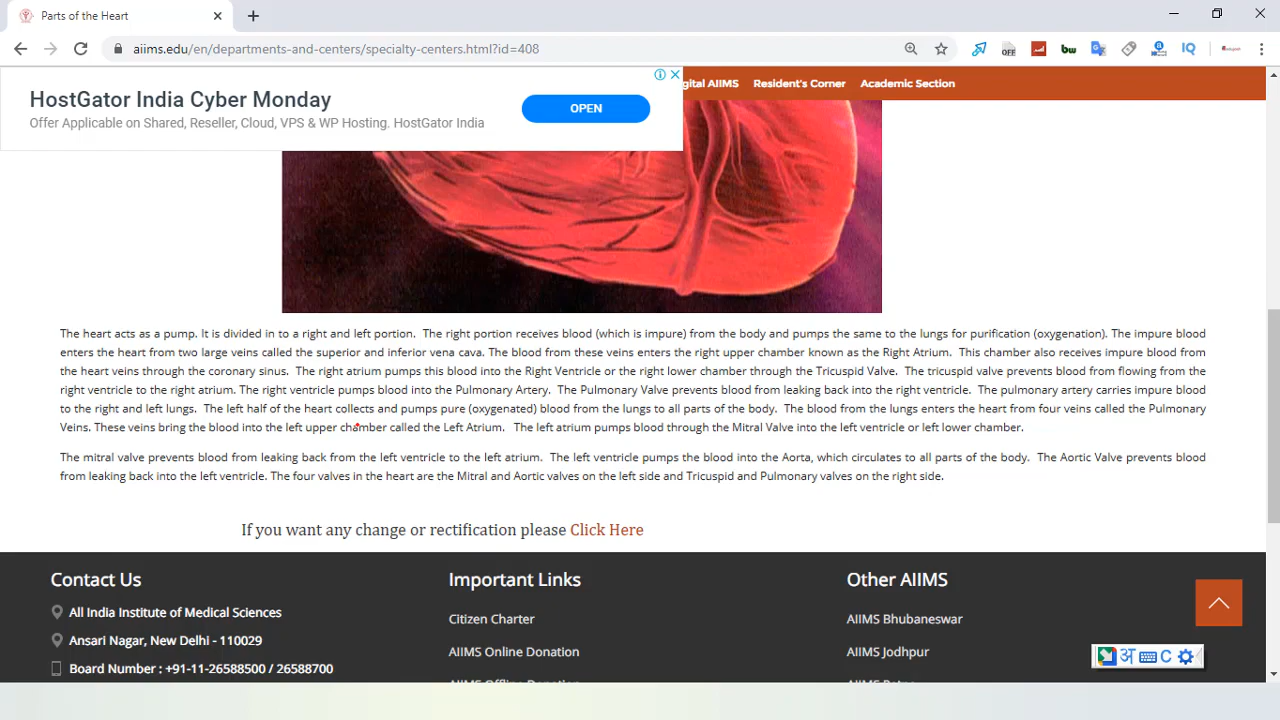 Parts of the Heart
aiims.edu/en/departments-and-centers/specialty-centers.html?id=408
OFF
bw
IQ
HostGator India Cyber Monday
Offer Applicable on Shared, Reseller, Cloud, VPS & WP Hosting. HostGator India
OPEN
gital AIIMS Resident's Corner Academic Section
The heart acts as a pump. It is divided in to a right and left portion. The right portion receives blood (which is impure) from the body and pumps the same to the lungs for purification (oxygenation). The impure blood
enters the heart from two large veins called the superior and inferior vena cava. The blood from these veins enters the right upper chamber known as the Right Atrium. This chamber also receives impure blood from
the heart veins through the coronary sinus. The right atrium pumps this blood into the Right Ventricle or the right lower chamber through the Tricuspid Valve. The tricuspid valve prevents blood from flowing from the
right ventricle to the right atrium. The right ventricle pumps blood into the Pulmonary Artery. The Pulmonary Valve prevents blood from leaking back into the right ventricle. The pulmonary artery carries impure blood
to the right and left lungs. The left half of the heart collects and pumps pure (oxygenated) blood from the lungs to all parts of the body. The blood from the lungs enters the heart from four veins called the Pulmonary
Veins. These veins bring the blood into the left upper chamber called the Left Atrium. The left atrium pumps blood through the Mitral Valve into the left ventricle or left lower chamber.
The mitral valve prevents blood from leaking back from the left ventricle to the left atrium. The left ventricle pumps the blood into the Aorta, which circulates to all parts of the body. The Aortic Valve prevents blood
from leaking back into the left ventricle. The four valves in the heart are the Mitral and Aortic valves on the left side and Tricuspid and Pulmonary valves on the right side.
If you want any change or rectification please Click Here
Contact Us
All India Institute of Medical Sciences
Ansari Nagar, New Delhi - 110029
Board Number : +91-11-26588500 / 26588700
Important Links
Citizen Charter
AIIMS Online Donation
AIIMS Offline Donation
Other AIIMS
AIIMS Bhubaneswar
AIIMS Jodhpur
AIIMS Patna
अ C